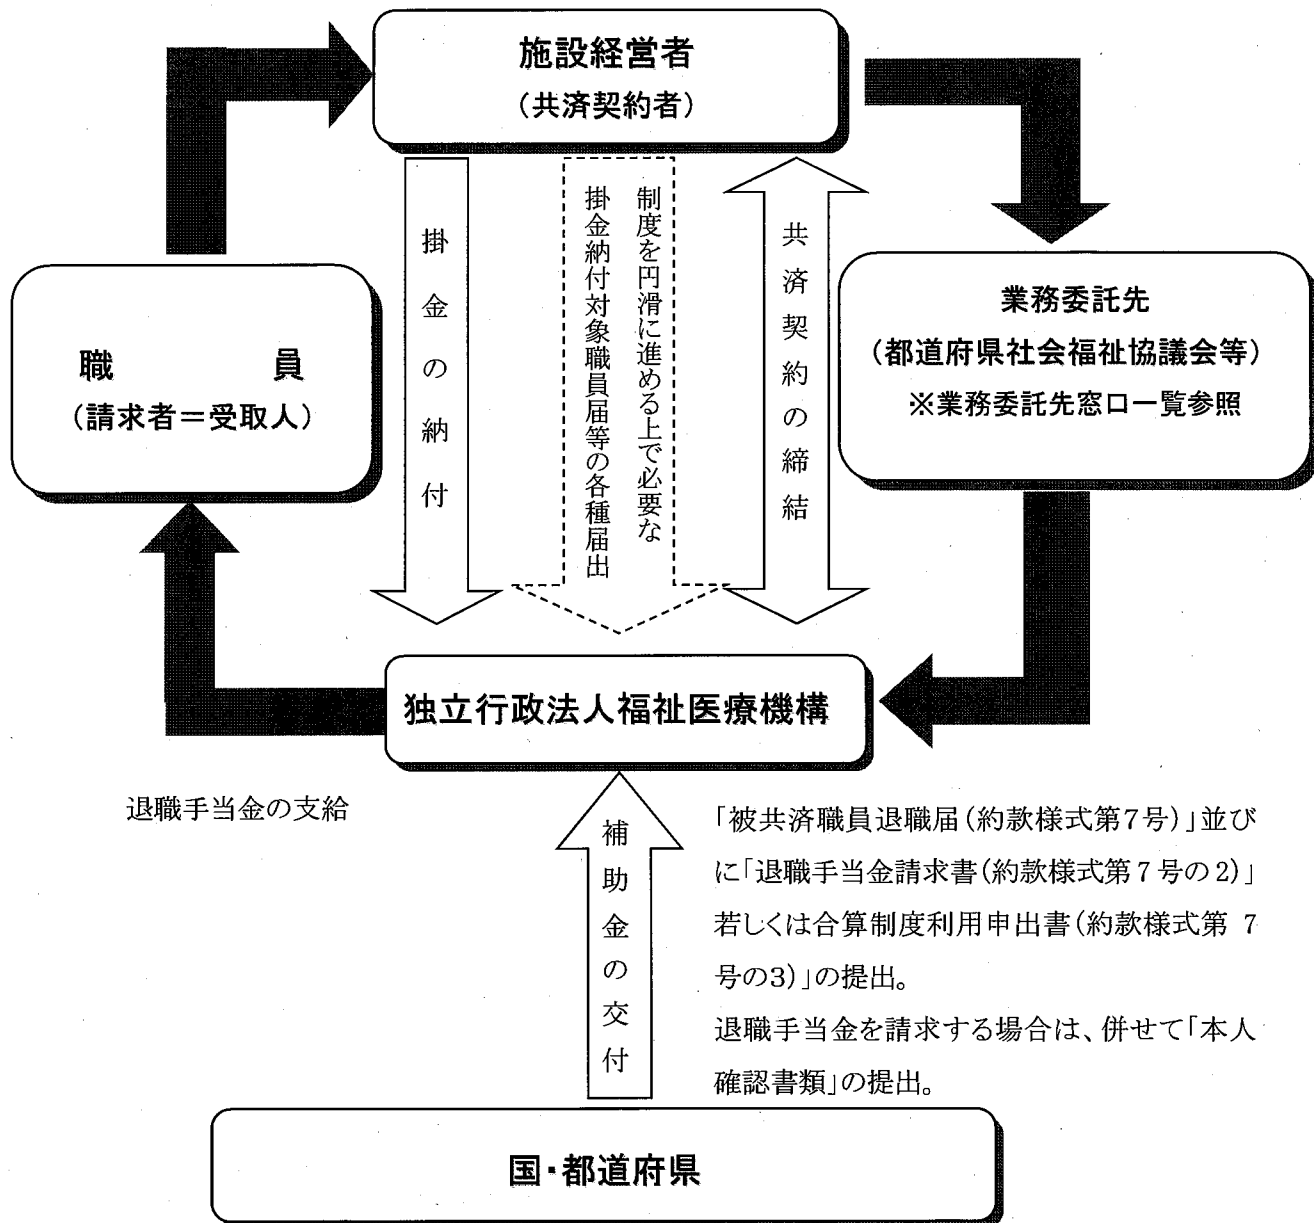 施設経営者
(共済契約者)
職員
(請求者＝受取人)
掛金の納付
制度を円滑に進める上で必要な
掛金納付対象職員届等の各種届出
共済契約の締結
業務委託先
(都道府県社会福祉協議会等)
※業務委託先窓口一覧参照
独立行政法人福祉医療機構
退職手当金の支給
補助金の交付
「被共済職員退職届(約款様式第7号)」並び
に「退職手当金請求書(約款様式第7号の2)」
若しくは合算制度利用申出書(約款様式第 7
号の3)」の提出。
退職手当金を請求する場合は、併せて「本人
確認書類」の提出。
国・都道府県